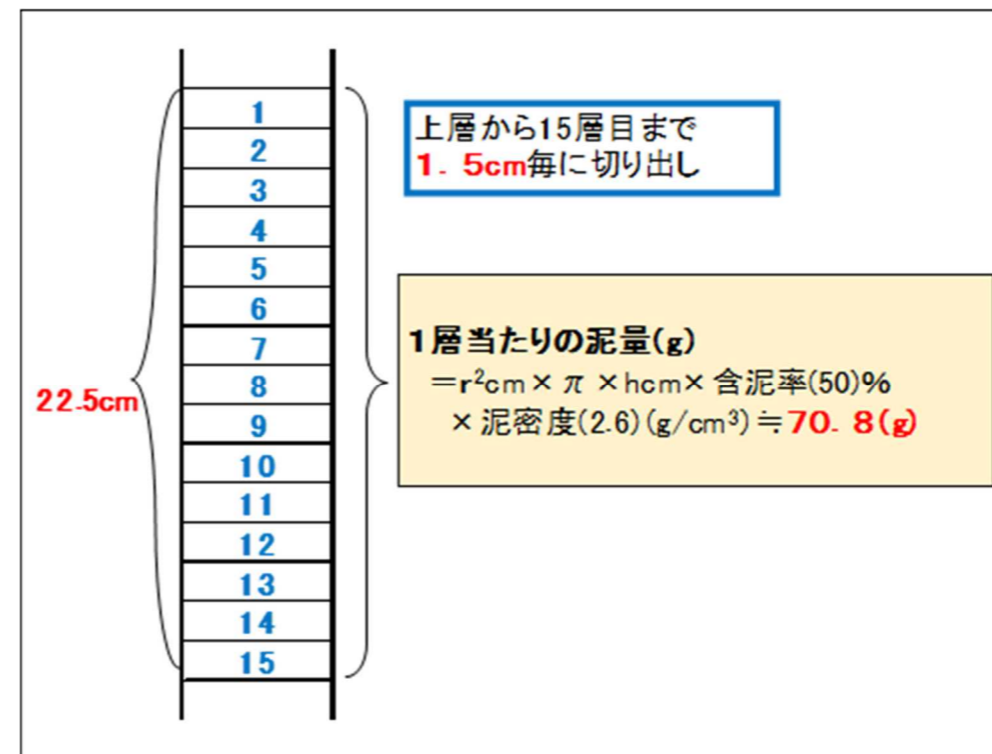 1
2
3
4
5
6
7
8
9
10
11
12
13
14
15
22.5cm
上層から15層目まで
1. 5cm毎に切り出し
1層当たりの泥量(g)
=r²cm× π ×hcm×含泥率(50)%
×泥密度(2.6)(g/cm³)≒70. 8(g)